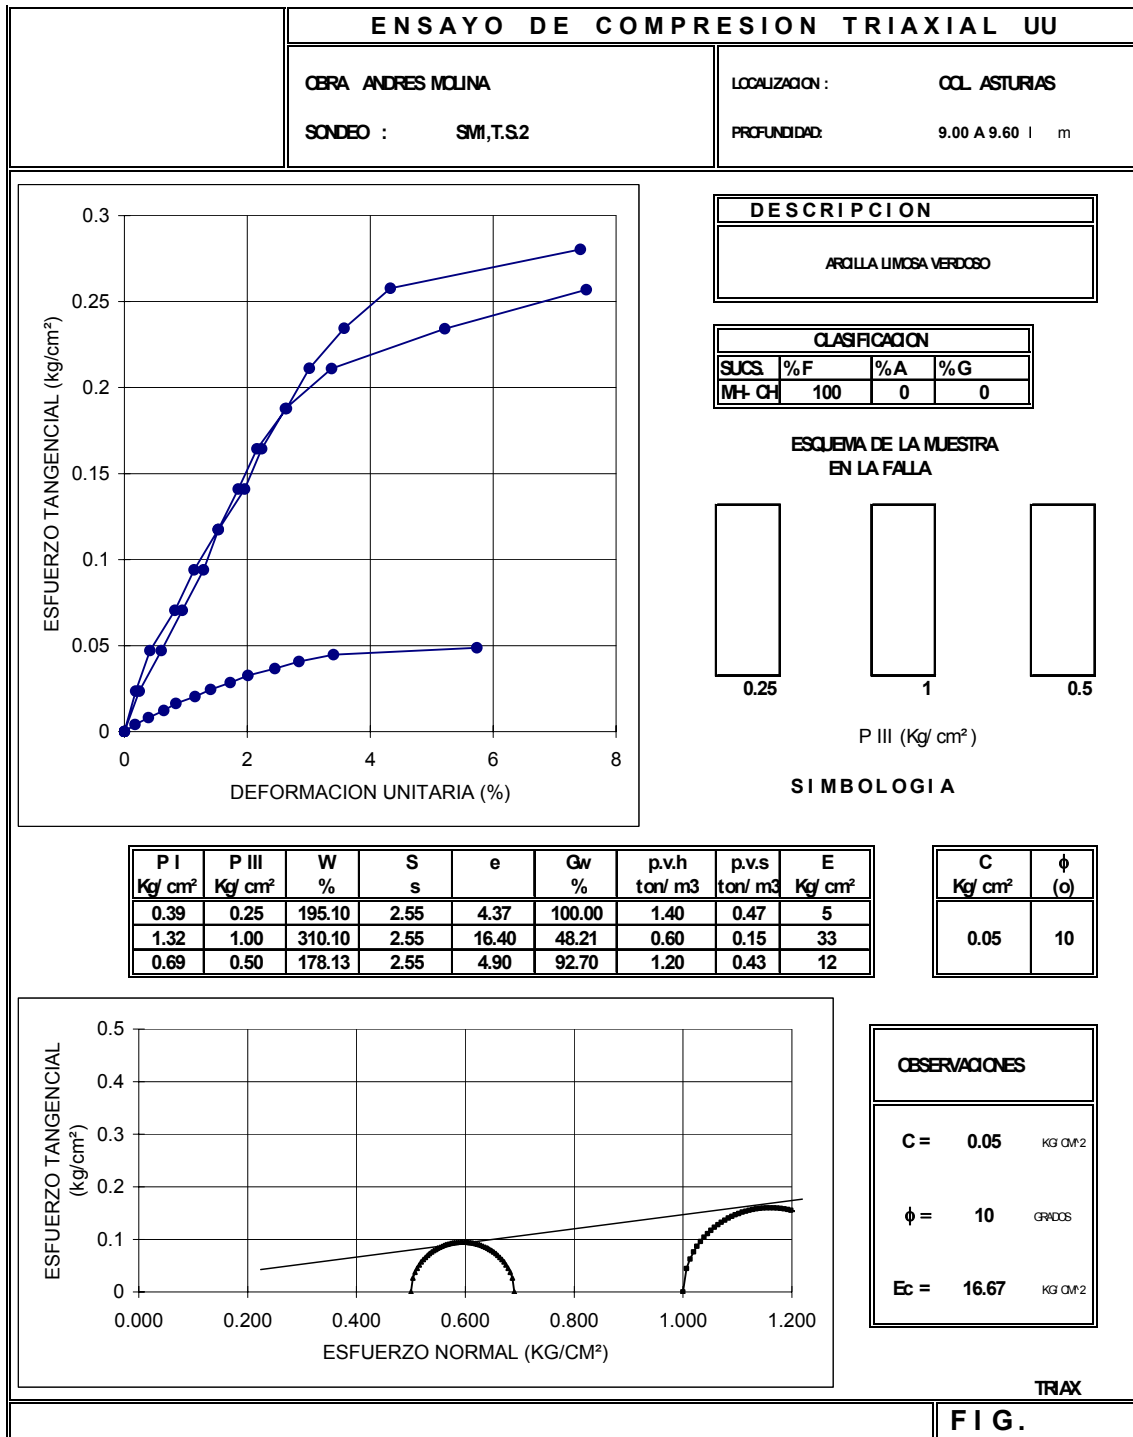 ENSAYO DE COMPRESION TRIAXIAL UU
OBRA ANDRES MOLINA
LOCALIZACION : COL. ASTURIAS
SONDEO : SM1,T.S.2
PROFUNDIDAD: 9.00 A 9.60 l m
0.3
0.25
0.2
0.15
0.1
0.05
0
0 2 4 6 8
ESFUERZO TANGENCIAL (kg/cm²)
DEFORMACION UNITARIA (%)
DESCRIPCION
ARCILLA LIMOSA VERDOSO
CLASIFICACION
SUCS. %F %A %G
MH- CH 100 0 0
ESQUEMA DE LA MUESTRA
EN LA FALLA
0.25 1 0.5
P III (Kg/ cm²)
SIMBOLOGIA
P I P III W S e Gw p.v.h p.v.s E
Kg/ cm² Kg/ cm² % s % ton/ m3 ton/ m3 Kg/ cm²
0.39 0.25 195.10 2.55 4.37 100.00 1.40 0.47 5
1.32 1.00 310.10 2.55 16.40 48.21 0.60 0.15 33
0.69 0.50 178.13 2.55 4.90 92.70 1.20 0.43 12
C ϕ
Kg/ cm² (o)
0.05 10
0.5
0.4
0.3
0.2
0.1
0
0.000 0.200 0.400 0.600 0.800 1.000 1.200
ESFUERZO TANGENCIAL
(kg/cm²)
ESFUERZO NORMAL (KG/CM²)
OBSERVACIONES
C = 0.05 KG/CM^2
ϕ = 10 GRADOS
Ec = 16.67 KG/CM^2
TRIAX
FIG.